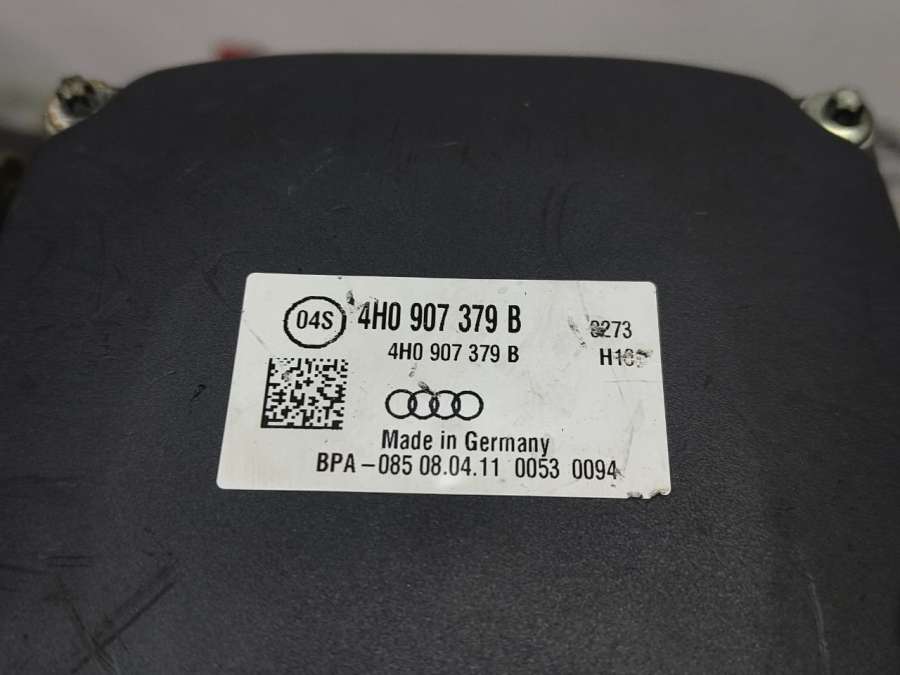 04S 4H0 907 379 B
4H0 907 379 B
Made in Germany
BPA-085 08.04.11 0053 0094